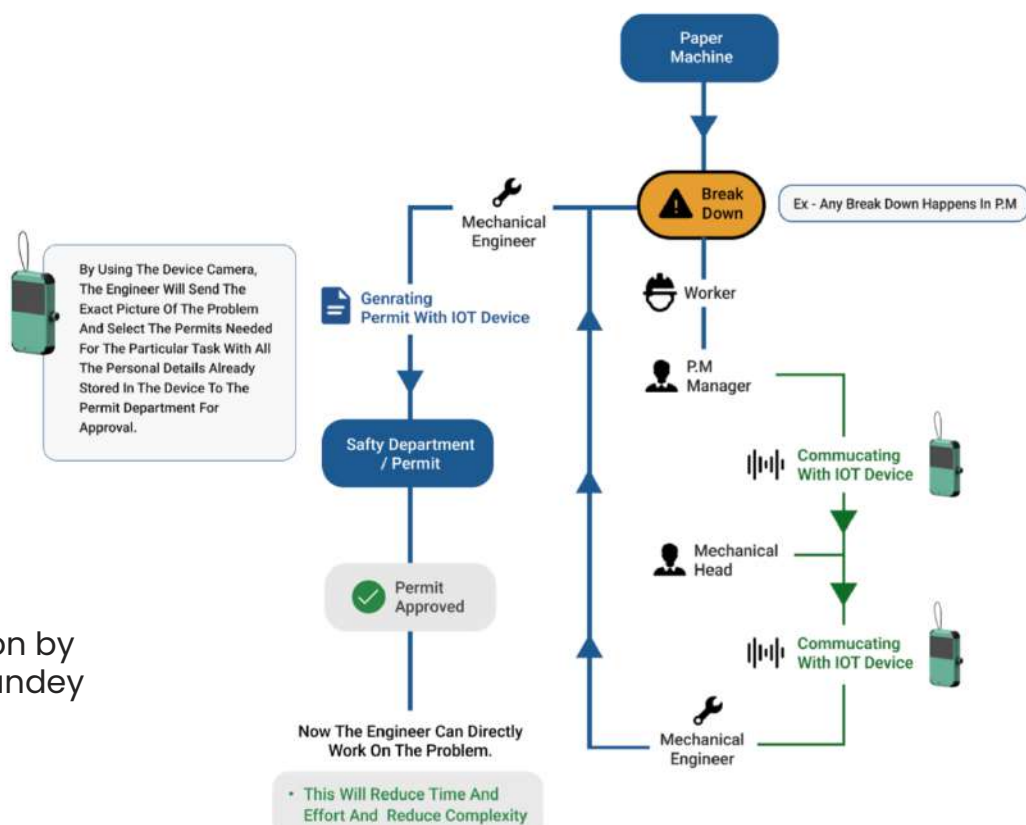 Paper
Machine
Break
Down
Ex - Any Break Down Happens In P.M
Mechanical
Engineer
Worker
By Using The Device Camera,
The Engineer Will Send The
Exact Picture Of The Problem
And Select The Permits Needed
For The Particular Task With All
The Personal Details Already
Stored In The Device To The
Permit Department For
Approval.
Genrating
Permit With IOT Device
P.M
Manager
Safty Department
/ Permit
Commucating
With IOT Device
Mechanical
Head
Permit
Approved
Commucating
With IOT Device
on by
undey
Now The Engineer Can Directly
Work On The Problem.
Mechanical
Engineer
• This Will Reduce Time And
Effort And Reduce Complexity